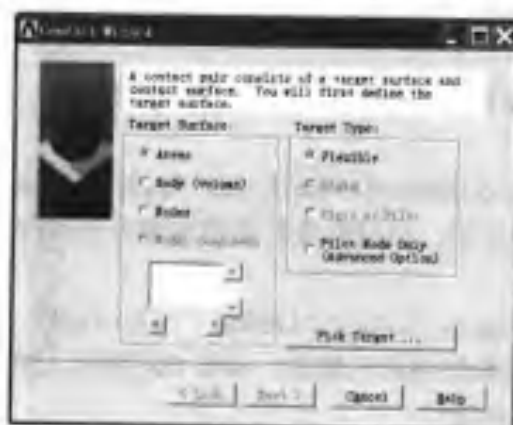 Contact Wizard
A contact pair consists of a target surface and
contact surface. You will first define the
target surface.
Target Surface:
Areas
Body (volume)
Nodes
Target Type:
Flexible
Rigid
Pilot Node Only
(Advanced Option)
Pick Target ...
< Back
Next >
Cancel
Help